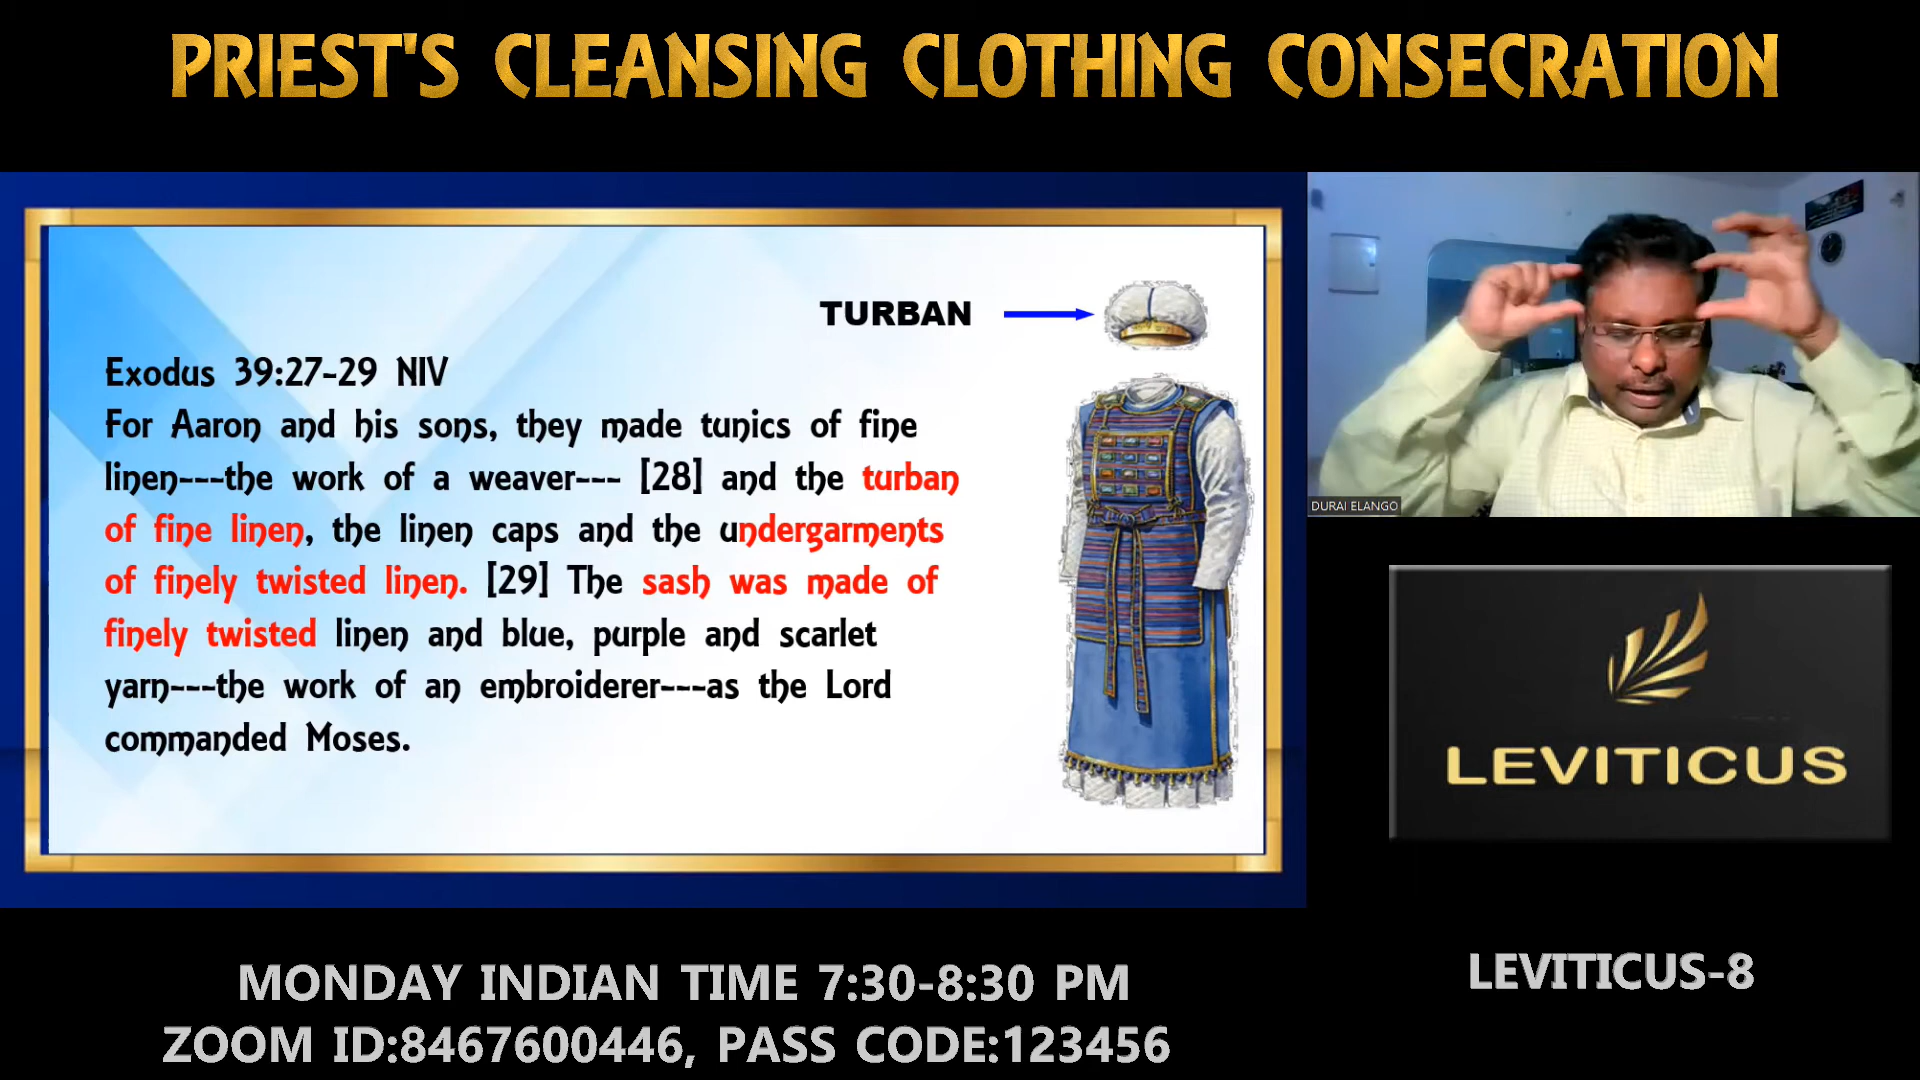 PRIEST'S CLEANSING CLOTHING CONSECRATION
TURBAN
Exodus 39:27-29 NIV
For Aaron and his sons, they made tunics of fine
linen---the work of a weaver--- [28] and the turban
of fine linen, the linen caps and the undergarments
of finely twisted linen. [29] The sash was made of
finely twisted linen and blue, purple and scarlet
yarn---the work of an embroiderer---as the Lord
commanded Moses.
DURAI ELANGO
LEVITICUS
LEVITICUS-8
MONDAY INDIAN TIME 7:30-8:30 PM
ZOOM ID:8467600446, PASS CODE:123456